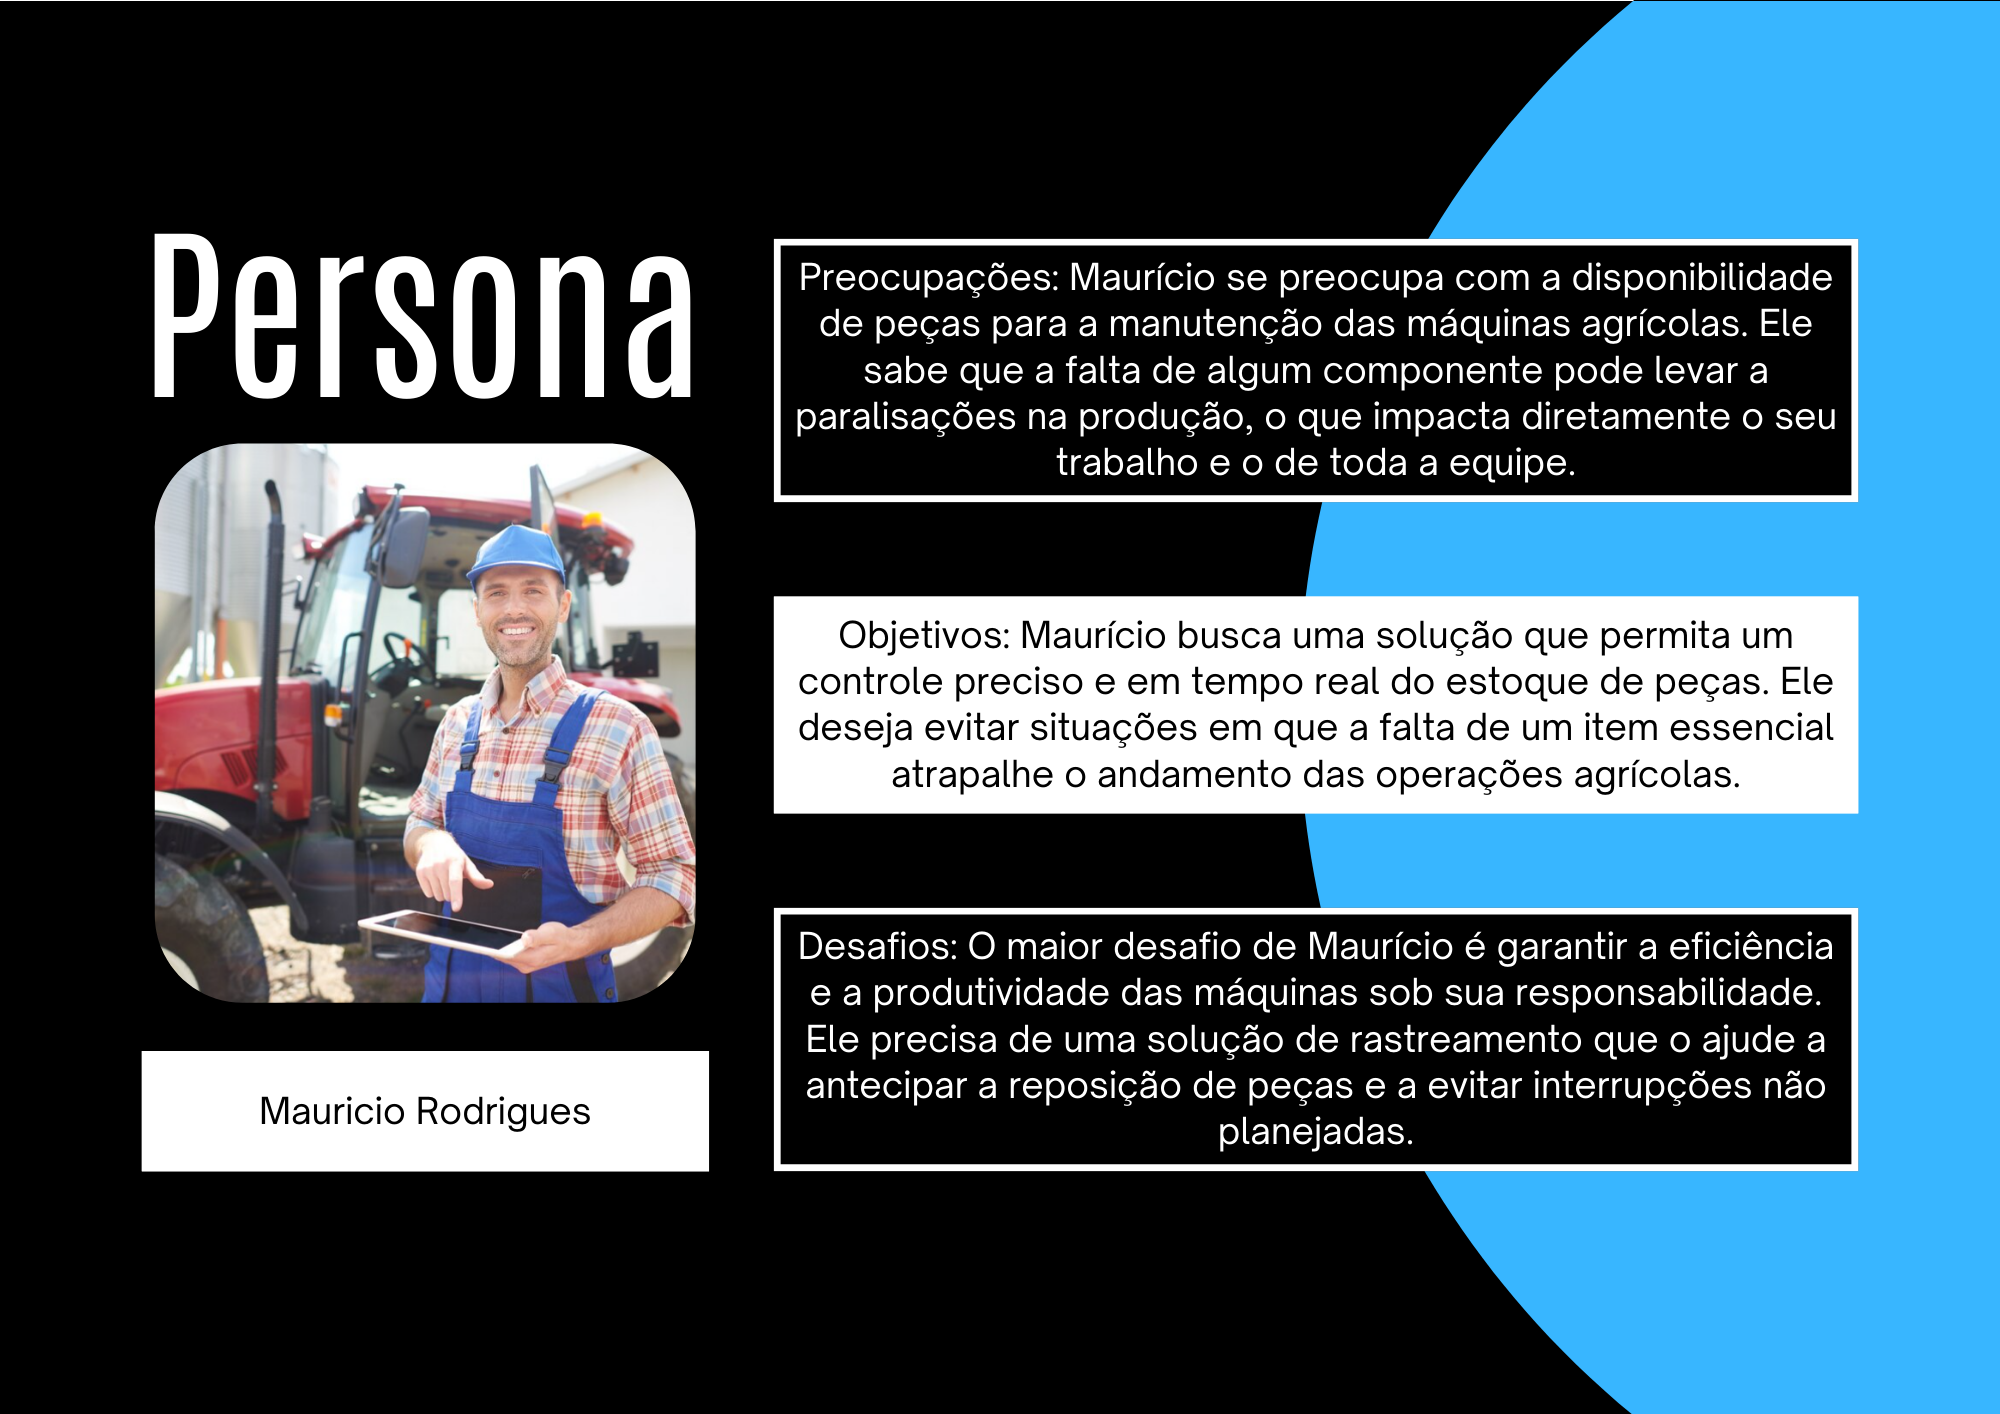 Persona
Mauricio Rodrigues
Preocupações: Maurício se preocupa com a disponibilidade
de peças para a manutenção das máquinas agrícolas. Ele
sabe que a falta de algum componente pode levar a
paralisações na produção, o que impacta diretamente o seu
trabalho e o de toda a equipe.
Objetivos: Maurício busca uma solução que permita um
controle preciso e em tempo real do estoque de peças. Ele
deseja evitar situações em que a falta de um item essencial
atrapalhe o andamento das operações agrícolas.
Desafios: O maior desafio de Maurício é garantir a eficiência
e a produtividade das máquinas sob sua responsabilidade.
Ele precisa de uma solução de rastreamento que o ajude a
antecipar a reposição de peças e a evitar interrupções não
planejadas.